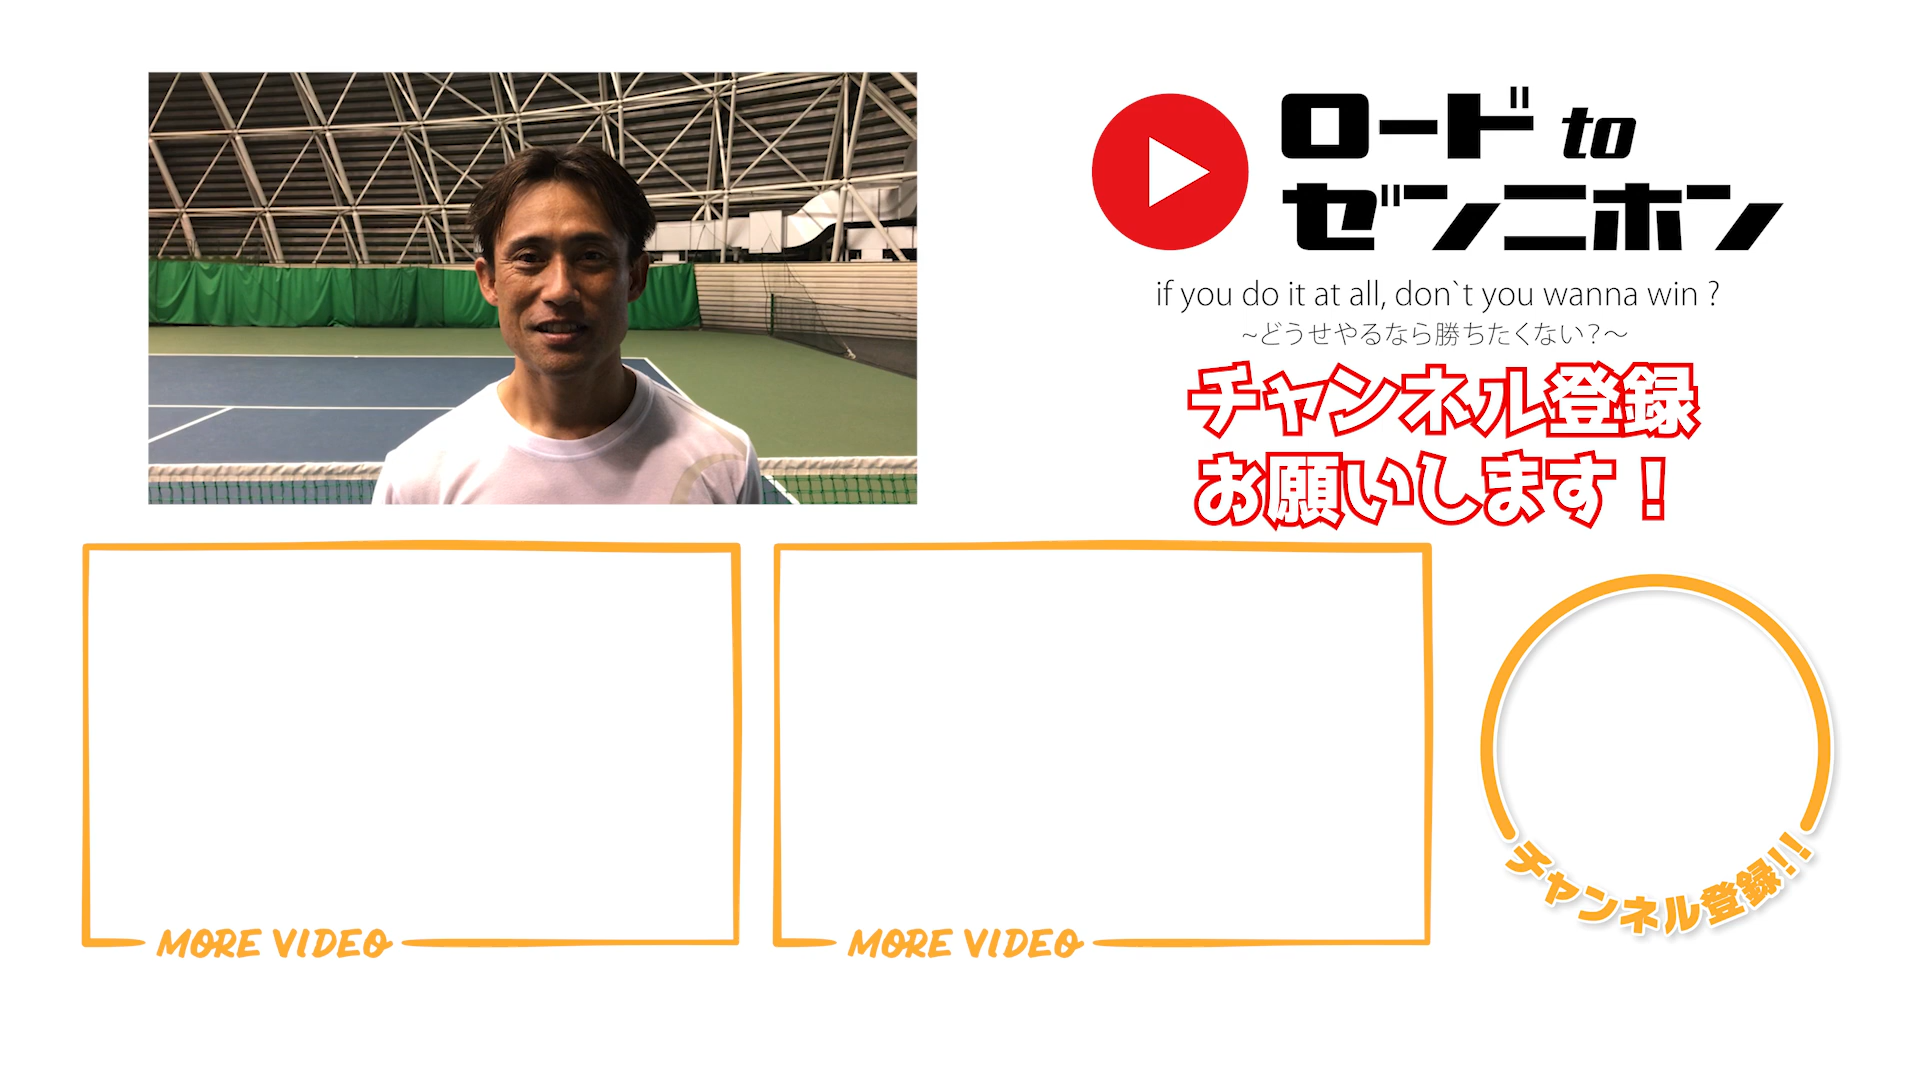 ロード to
ゼンニホン
if you do it at all, don`t you wanna win ?
~どうせやるなら勝ちたくない？～
チャンネル登録
お願いします！
MORE VIDEO
MORE VIDEO
チャンネル登録!!